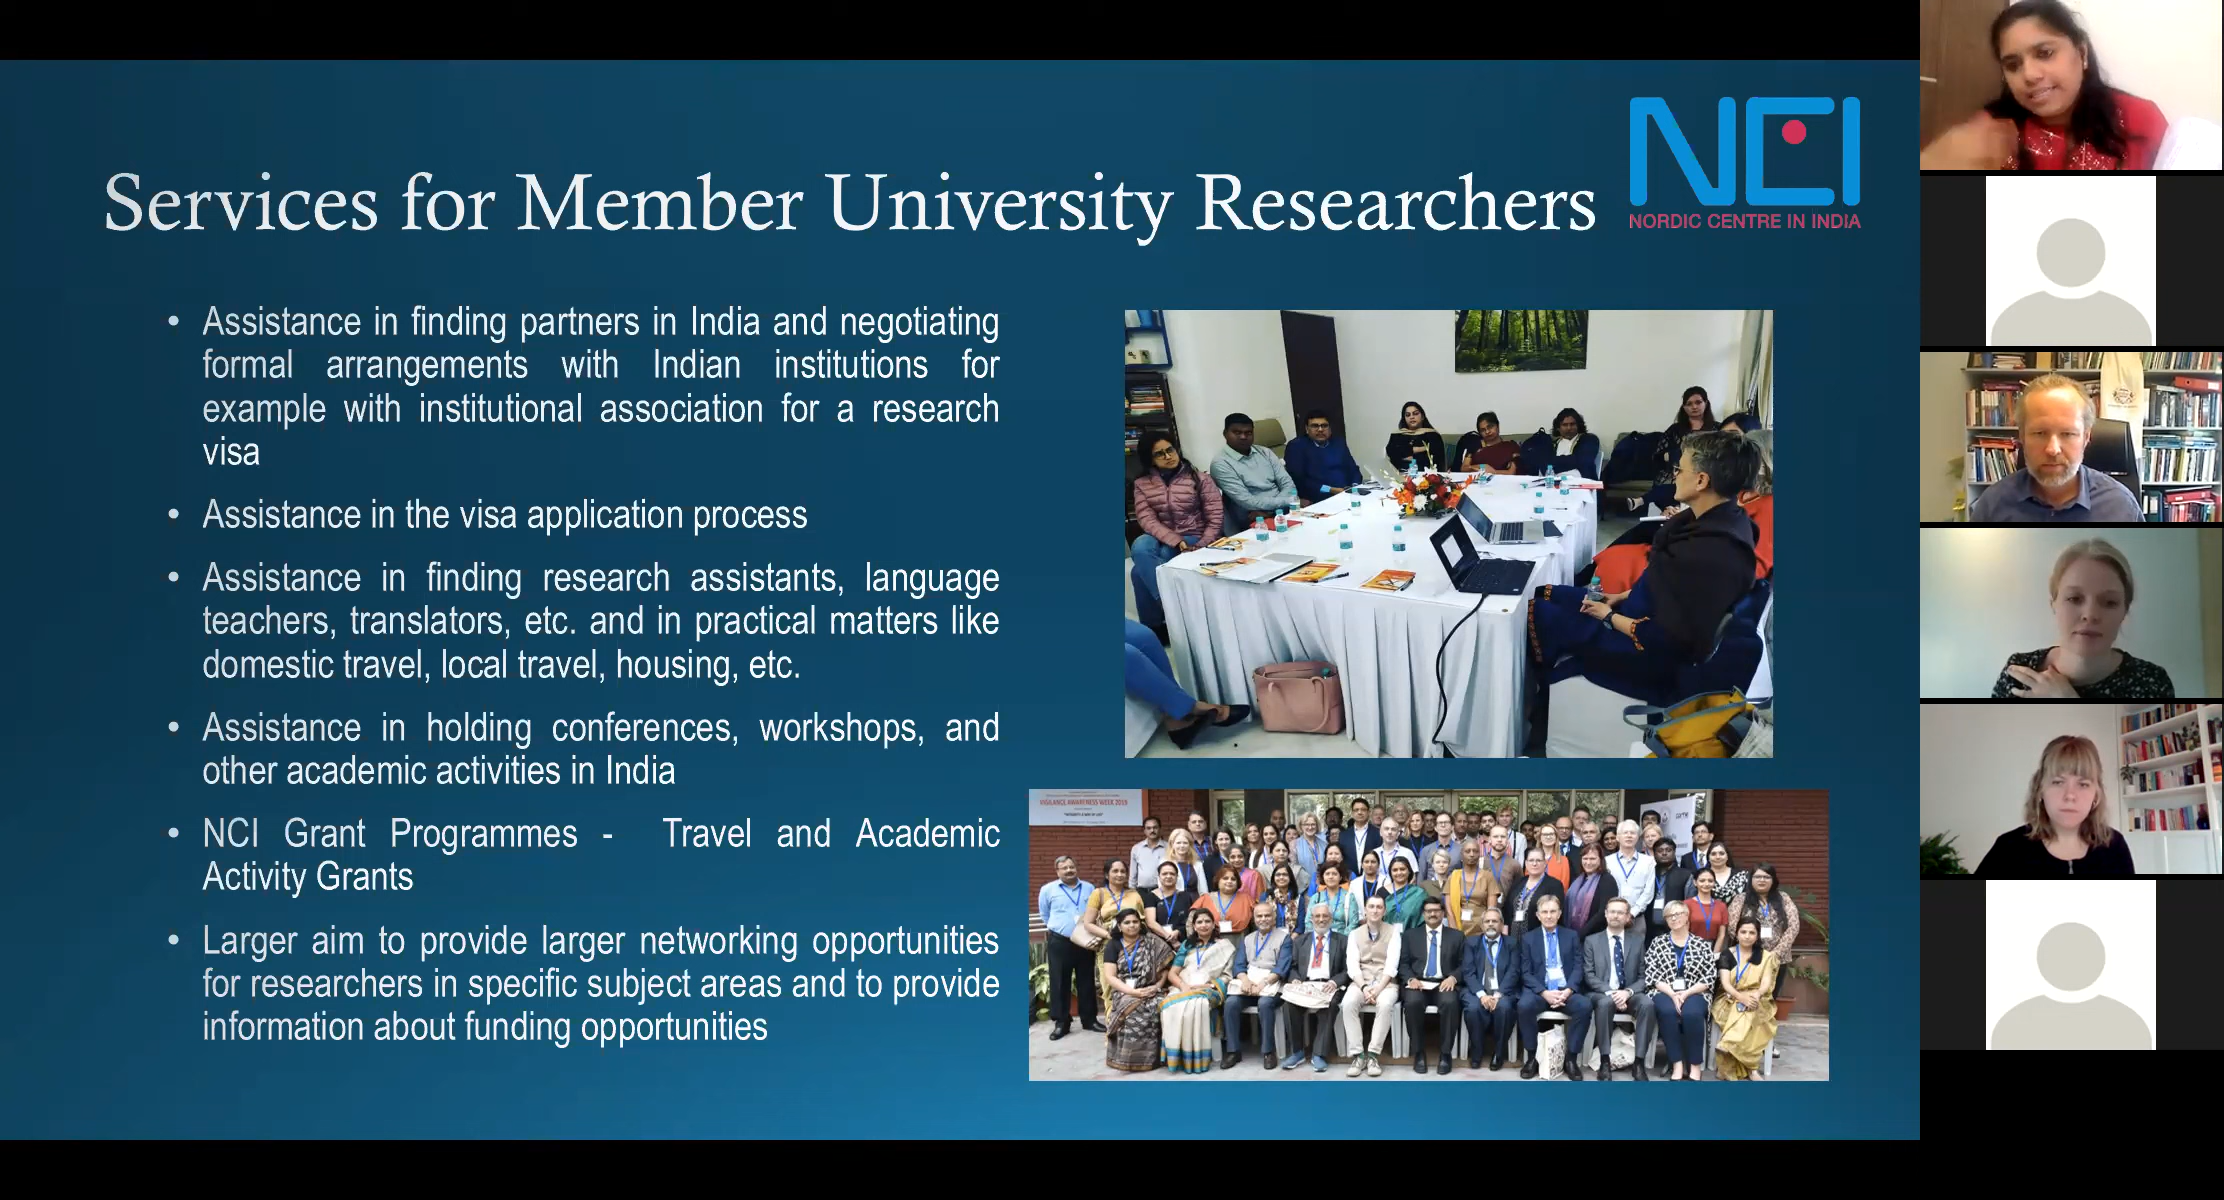 Services for Member University Researchers
NCI
NORDIC CENTRE IN INDIA
• Assistance in finding partners in India and negotiating
formal arrangements with Indian institutions for
example with institutional association for a research
visa
• Assistance in the visa application process
• Assistance in finding research assistants, language
teachers, translators, etc. and in practical matters like
domestic travel, local travel, housing, etc.
• Assistance in holding conferences, workshops, and
other academic activities in India
• NCI Grant Programmes - Travel and Academic
Activity Grants
• Larger aim to provide larger networking opportunities
for researchers in specific subject areas and to provide
information about funding opportunities
VIGILANCE AWARENESS WEEK 2019